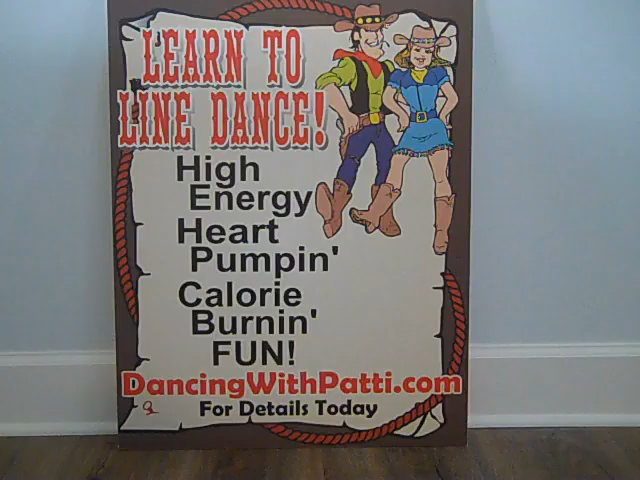 LEARN TO
LINE DANCE!
High
Energy
Heart
Pumpin'
Calorie
Burnin'
FUN!
DancingWithPatti.com
For Details Today